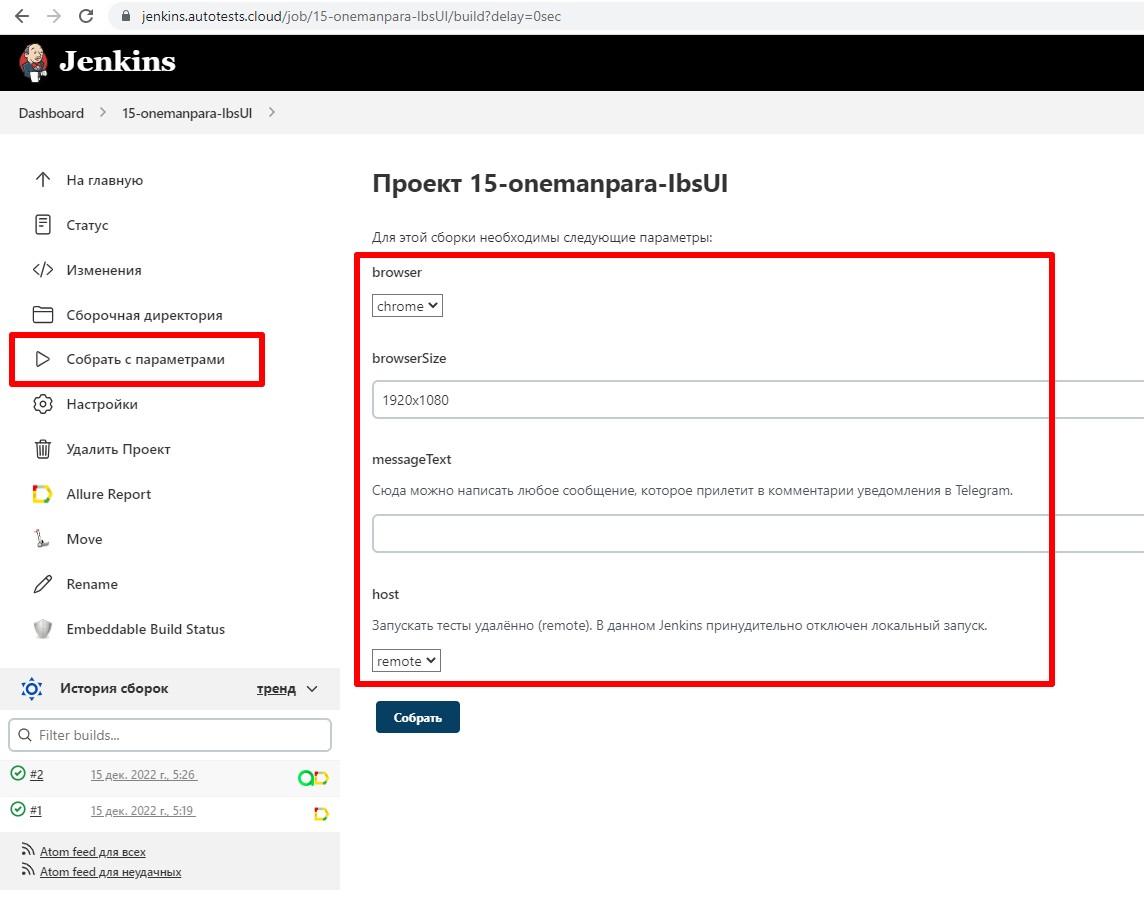 jenkins.autotests.cloud/job/15-onemanpara-IbsUI/build?delay=0sec
Jenkins
Dashboard
15-onemanpara-IbsUI
На главную
Статус
Изменения
Сборочная директория
Собрать с параметрами
Настройки
Удалить Проект
Allure Report
Move
Rename
Embeddable Build Status
История сборок
тренд
Filter builds...
#2
15 дек. 2022 г., 5:26
#1
15 дек. 2022 г., 5:19
Atom feed для всех
Atom feed для неудачных
Проект 15-onemanpara-IbsUI
Для этой сборки необходимы следующие параметры:
browser
chrome
browserSize
1920x1080
messageText
Сюда можно написать любое сообщение, которое прилетит в комментарии уведомления в Telegram.
host
Запускать тесты удалённо (remote). В данном Jenkins принудительно отключен локальный запуск.
remote
Собрать